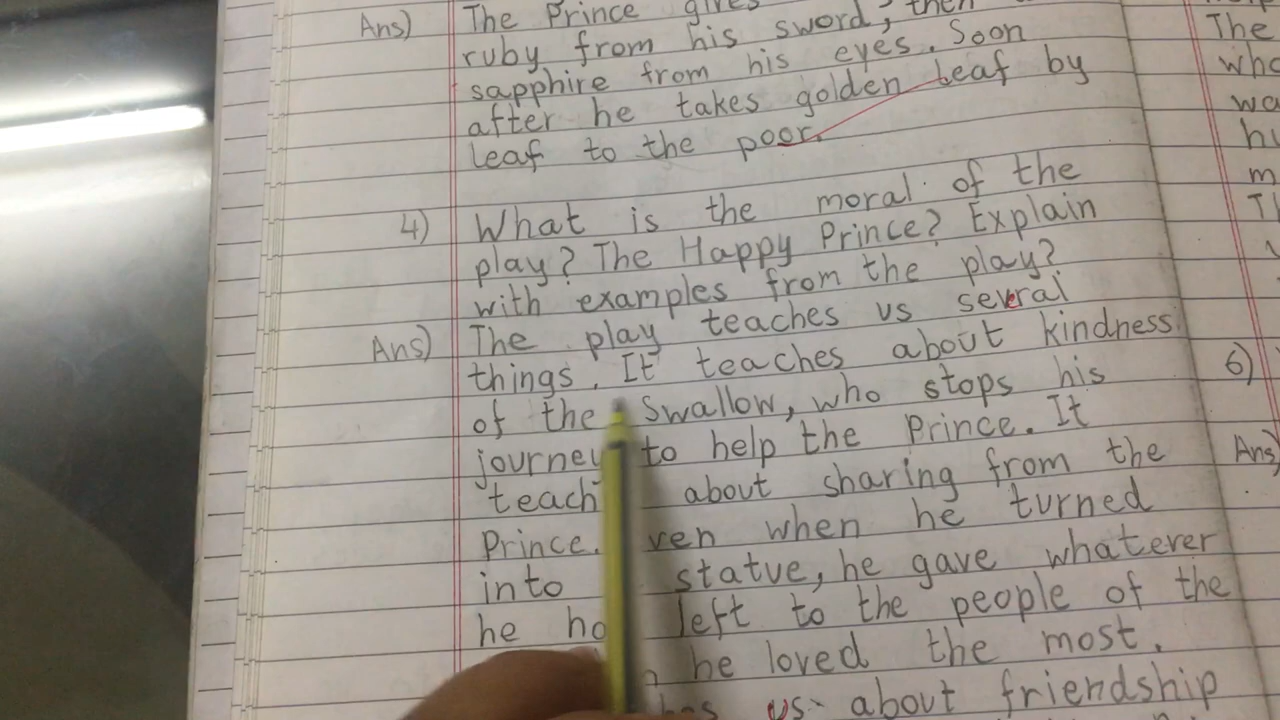 Ans) The Prince gives
ruby from his sword, then
sapphire from his eyes. Soon
after he takes golden leaf by
leaf to the poor.
4) What is the moral of the
play? The Happy Prince? Explain
with examples from the play?
Ans) The play teaches us several
things. It teaches about kindness
of the Swallow, who stops his
journey to help the Prince. It
about sharing from the
Prince. when he turned
into statue, he gave whatever
he left to the people of the
he loved the most.
us about friendship
The
6)
Ans)